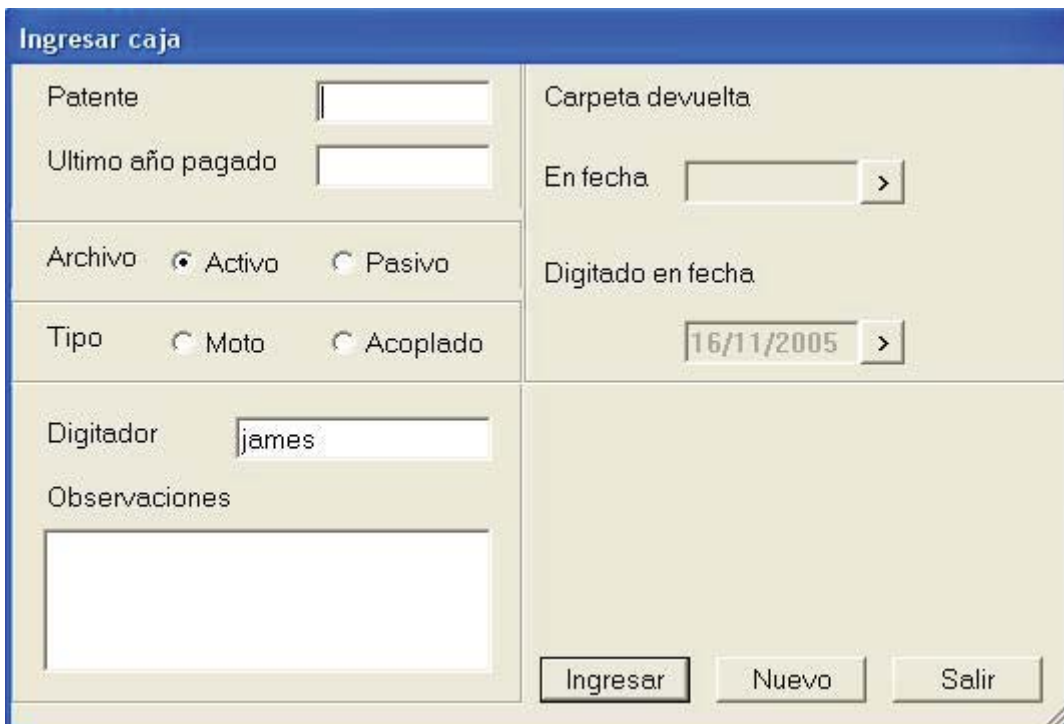 Ingresar caja
Patente
Ultimo año pagado
Archivo Activo Pasivo
Tipo Moto Acoplado
Digitador james
Observaciones
Carpeta devuelta
En fecha >
Digitado en fecha
16/11/2005 >
Ingresar Nuevo Salir